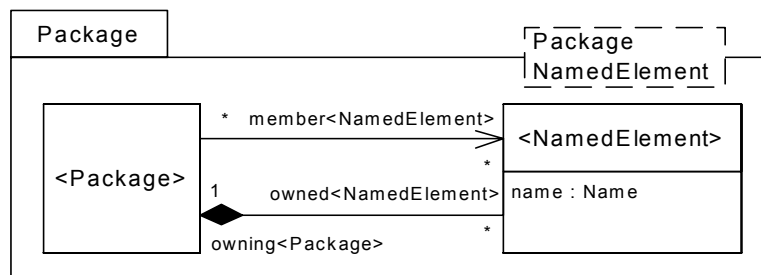 Package
Package
NamedElement
* member<NamedElement>
<NamedElement>
*
<Package>
1
owned<NamedElement>
name : Name
*
owning<Package>